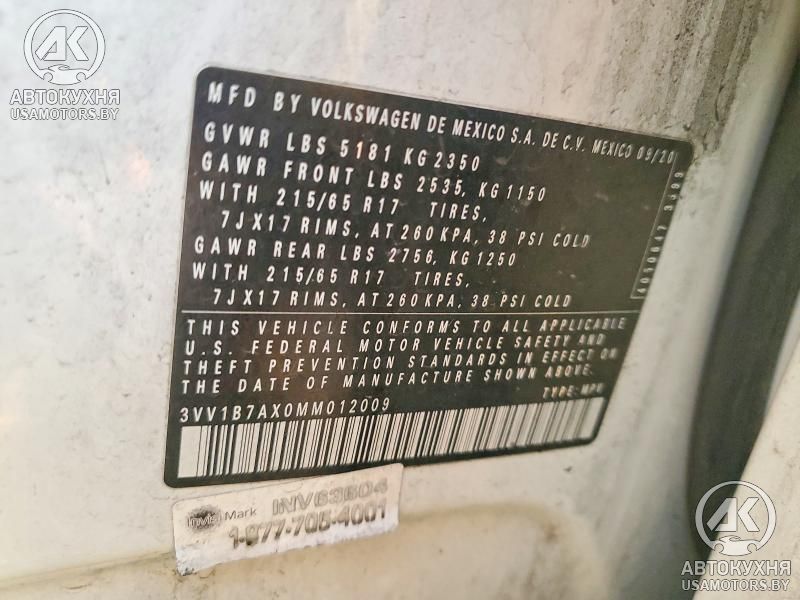 AK
АВТОКУХНЯ
USAMOTORS.BY
MFD BY VOLKSWAGEN DE MEXICO S.A. DE C.V. MEXICO 09/20
GVWR LBS 5181 KG 2350
GAWR FRONT LBS 2535, KG 1150
WITH 215/65 R17 TIRES,
7JX17 RIMS, AT 260KPA, 38 PSI COLD
GAWR REAR LBS 2756, KG 1250
WITH 215/65 R17 TIRES,
7JX17 RIMS, AT 260KPA, 38 PSI COLD
THIS VEHICLE CONFORMS TO ALL APPLICABLE
U.S. FEDERAL MOTOR VEHICLE SAFETY AND
THEFT PREVENTION STANDARDS IN EFFECT ON
THE DATE OF MANUFACTURE SHOWN ABOVE.
3VV1B7AX0MM012009 TYPE:MPV
Mark INV63604
1-877-705-4001
AK
АВТОКУХНЯ
USAMOTORS.BY